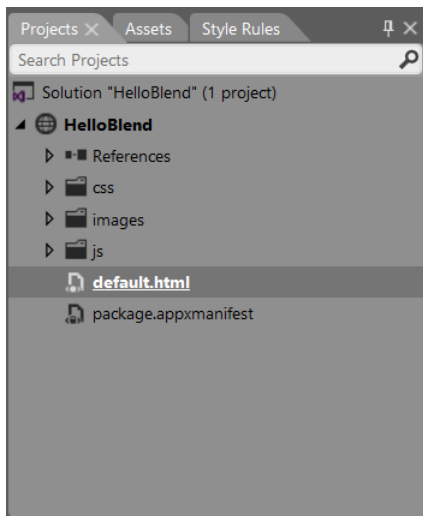 Projects Assets Style Rules
Search Projects
Solution "HelloBlend" (1 project)
HelloBlend
References
css
images
js
default.html
package.appxmanifest